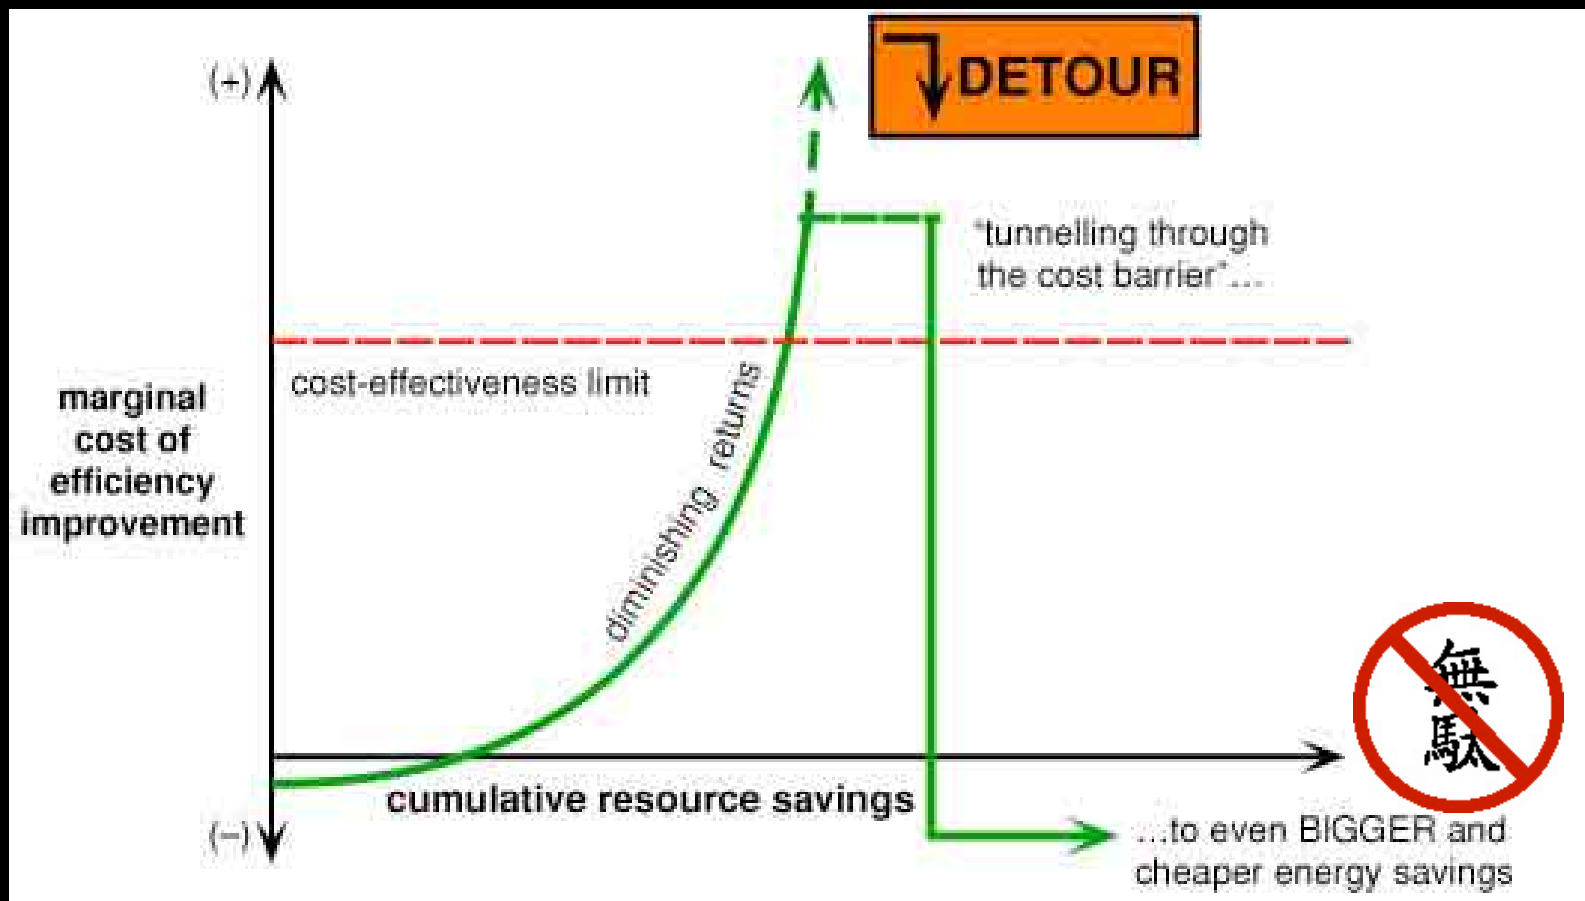 (+)
DETOUR
"tunnelling through
the cost barrier"...
cost-effectiveness limit
marginal
cost of
efficiency
improvement
diminishing returns
無
駄
cumulative resource savings
(−)
...to even BIGGER and
cheaper energy savings